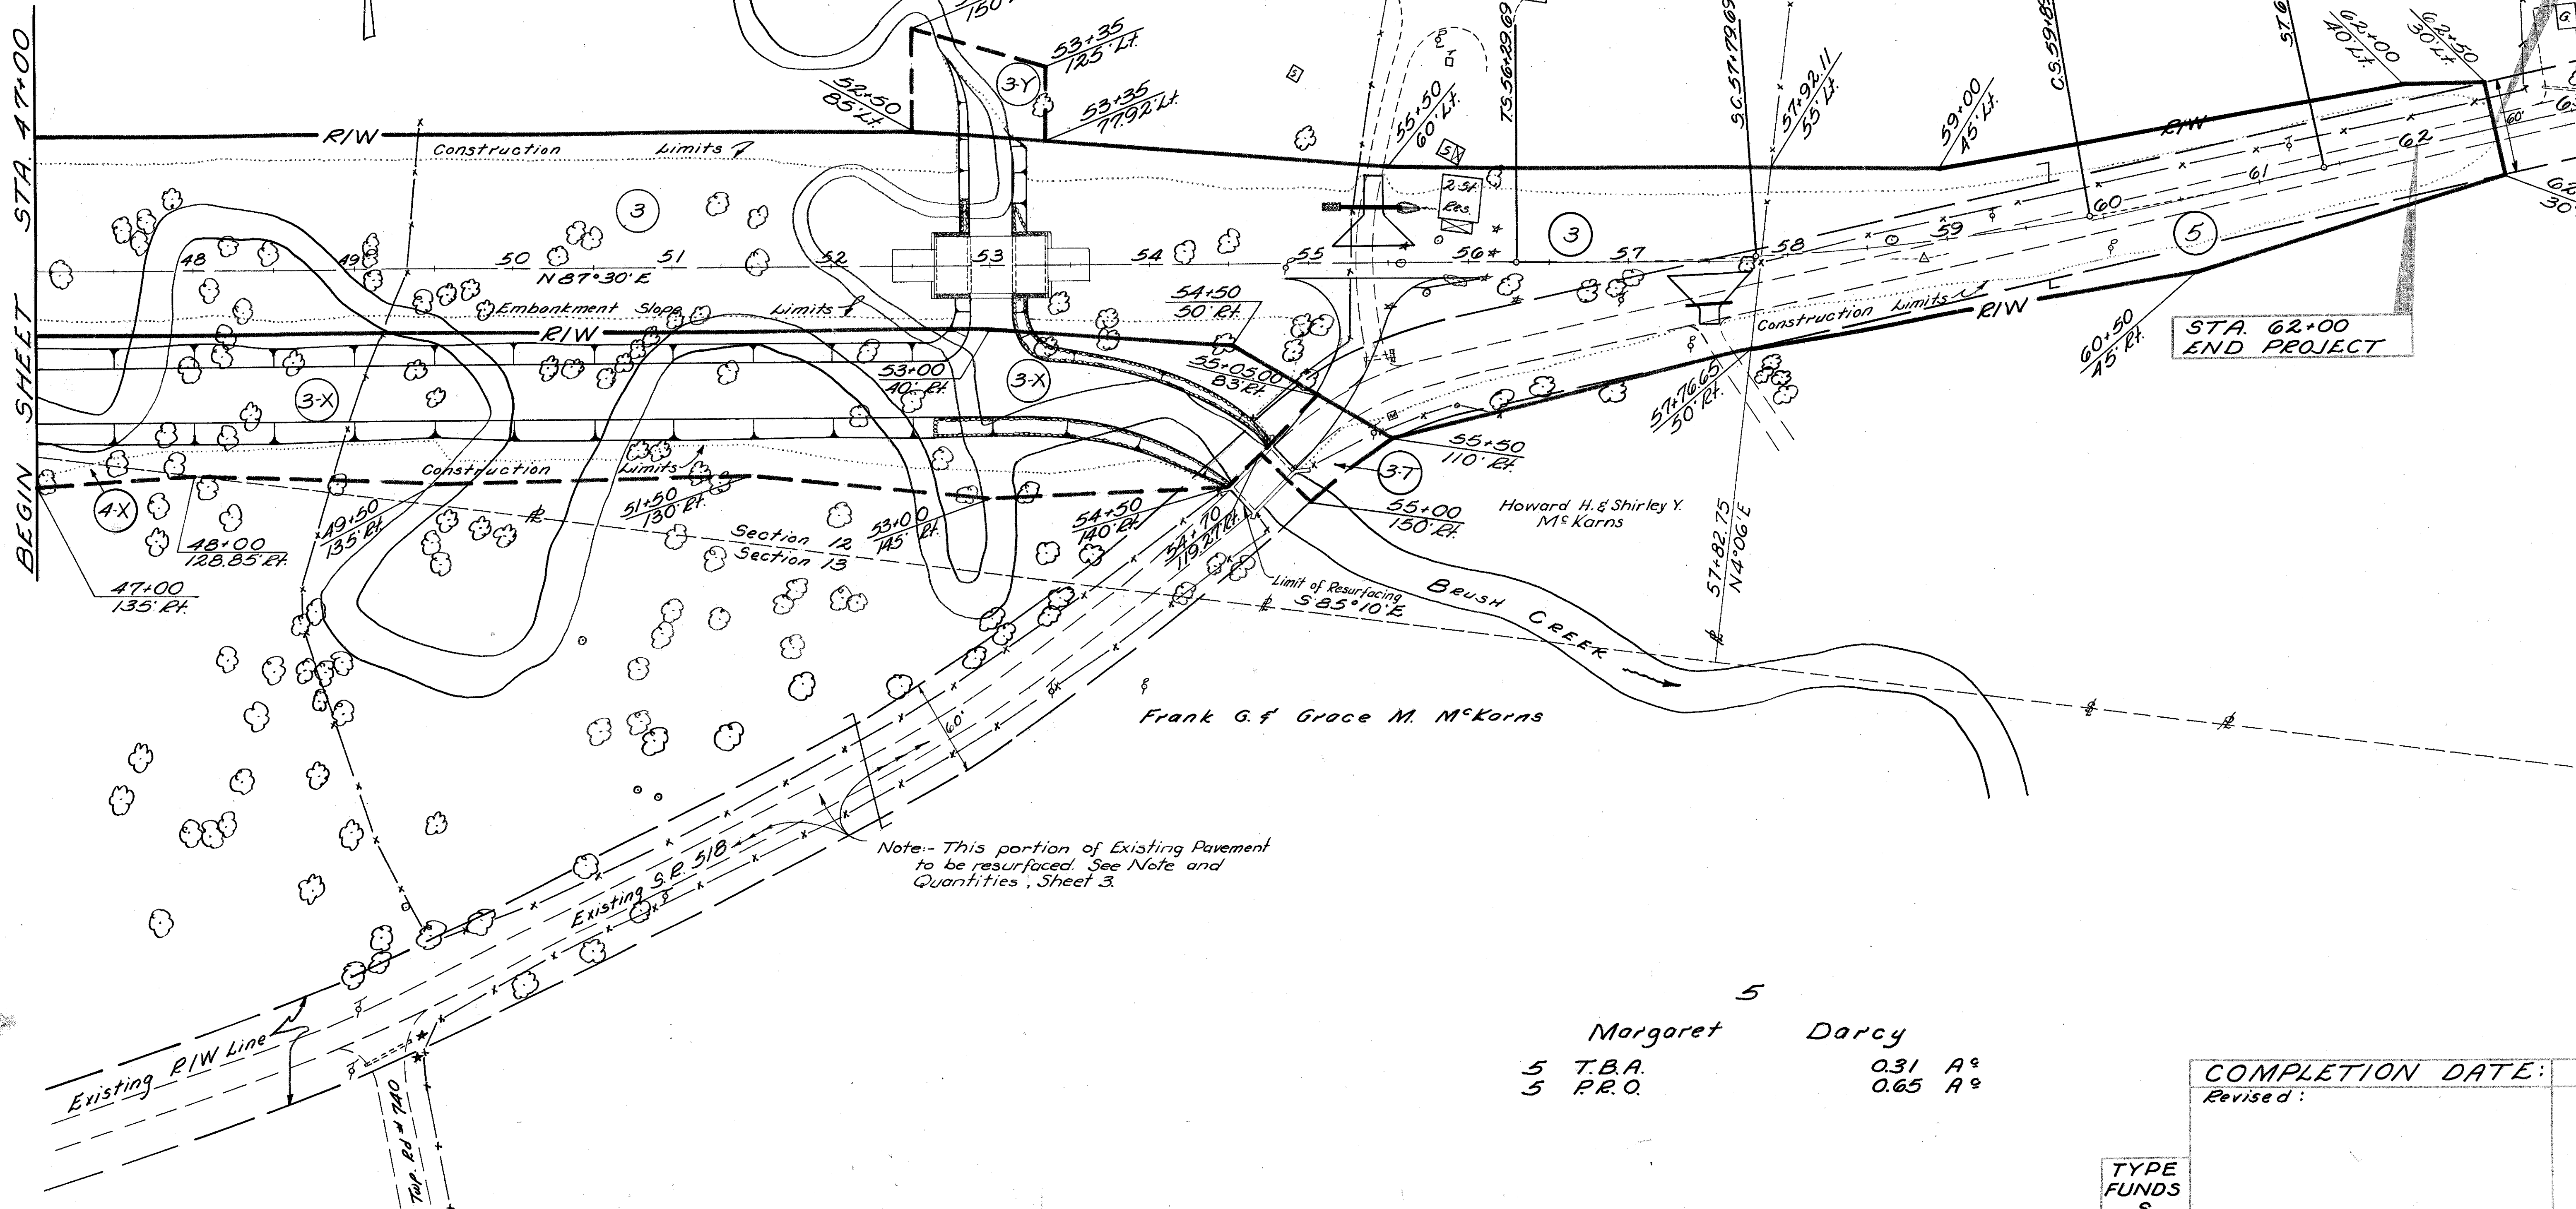 BEGIN SHEET STA. 47+00
150'
53+35
125' Lt.
3-Y
52+50
85' Lt.
53+35
77.92' Lt.
S
55+50
60' Lt.
T.S. 56+29.69
S.C. 57+79.69
57+92.11
55' Lt.
59+00
45' Lt.
C.S. 59+89
S.T. 6
62+00
40' Lt.
62+50
30' Lt.
60'
R/W
Construction Limits
R/W
3
S
2 St.
Res.
3
5
48
49
50
51
52
53
54
55
56
57
58
59
60
61
62
N 87°30' E
Embankment Slope Limits
R/W
54+50
50' Rt.
Construction Limits
R/W
62
30'
STA. 62+00
END PROJECT
60+50
45' Rt.
53+00
40' Rt.
3-X
55+05.00
83' Rt.
57+76.65
50' Rt.
3-X
Construction Limits
55+50
110' Rt.
3-T
4-X
49+50
135' Rt.
51+50
130' Rt.
53+00
145' Rt.
54+50
140' Rt.
54+70
119.27' Rt.
55+00
150' Rt.
Howard H. & Shirley Y.
McKarns
48+00
128.85' Rt.
Section 12
Section 13
47+00
135' Rt.
Limit of Resurfacing
S 85°10' E
BRUSH CREEK
57+82.75
N 4°06' E
60'
Frank G. & Grace M. McKarns
Note:- This portion of Existing Pavement
to be resurfaced. See Note and
Quantities, Sheet 3.
Existing S.R. 518
Existing R/W Line
Twp. Rd # 740
5
Margaret Darcy
5 T.B.A. 0.31 Ac
5 P.R.O. 0.65 Ac
COMPLETION DATE:
Revised:
TYPE
FUNDS